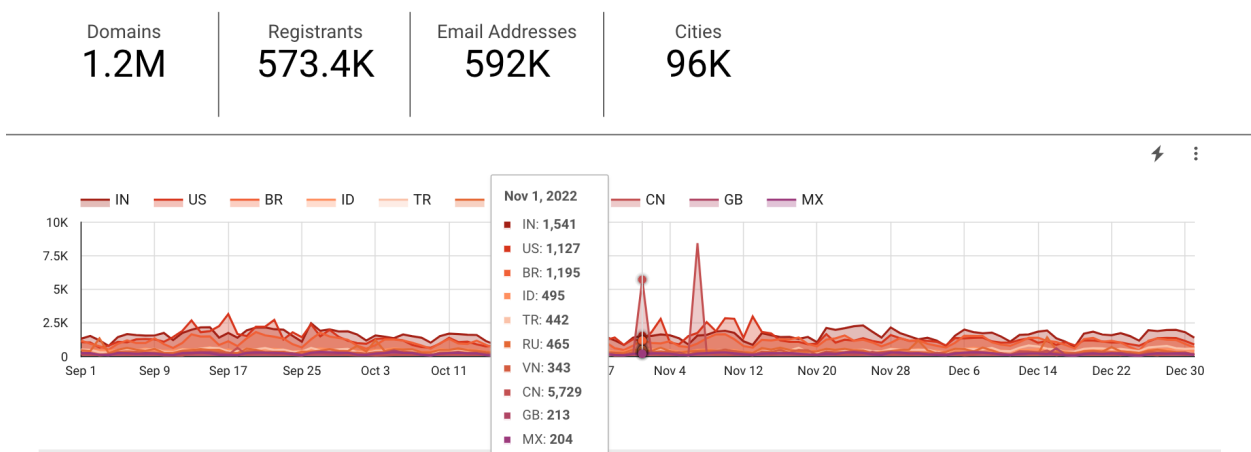 Domains
1.2M
Registrants
573.4K
Email Addresses
592K
Cities
96K
IN US BR ID TR CN GB MX
Nov 1, 2022
IN: 1,541
US: 1,127
BR: 1,195
ID: 495
TR: 442
RU: 465
VN: 343
CN: 5,729
GB: 213
MX: 204
10K
7.5K
5K
2.5K
0
Sep 1 Sep 9 Sep 17 Sep 25 Oct 3 Oct 11 7 Nov 4 Nov 12 Nov 20 Nov 28 Dec 6 Dec 14 Dec 22 Dec 30